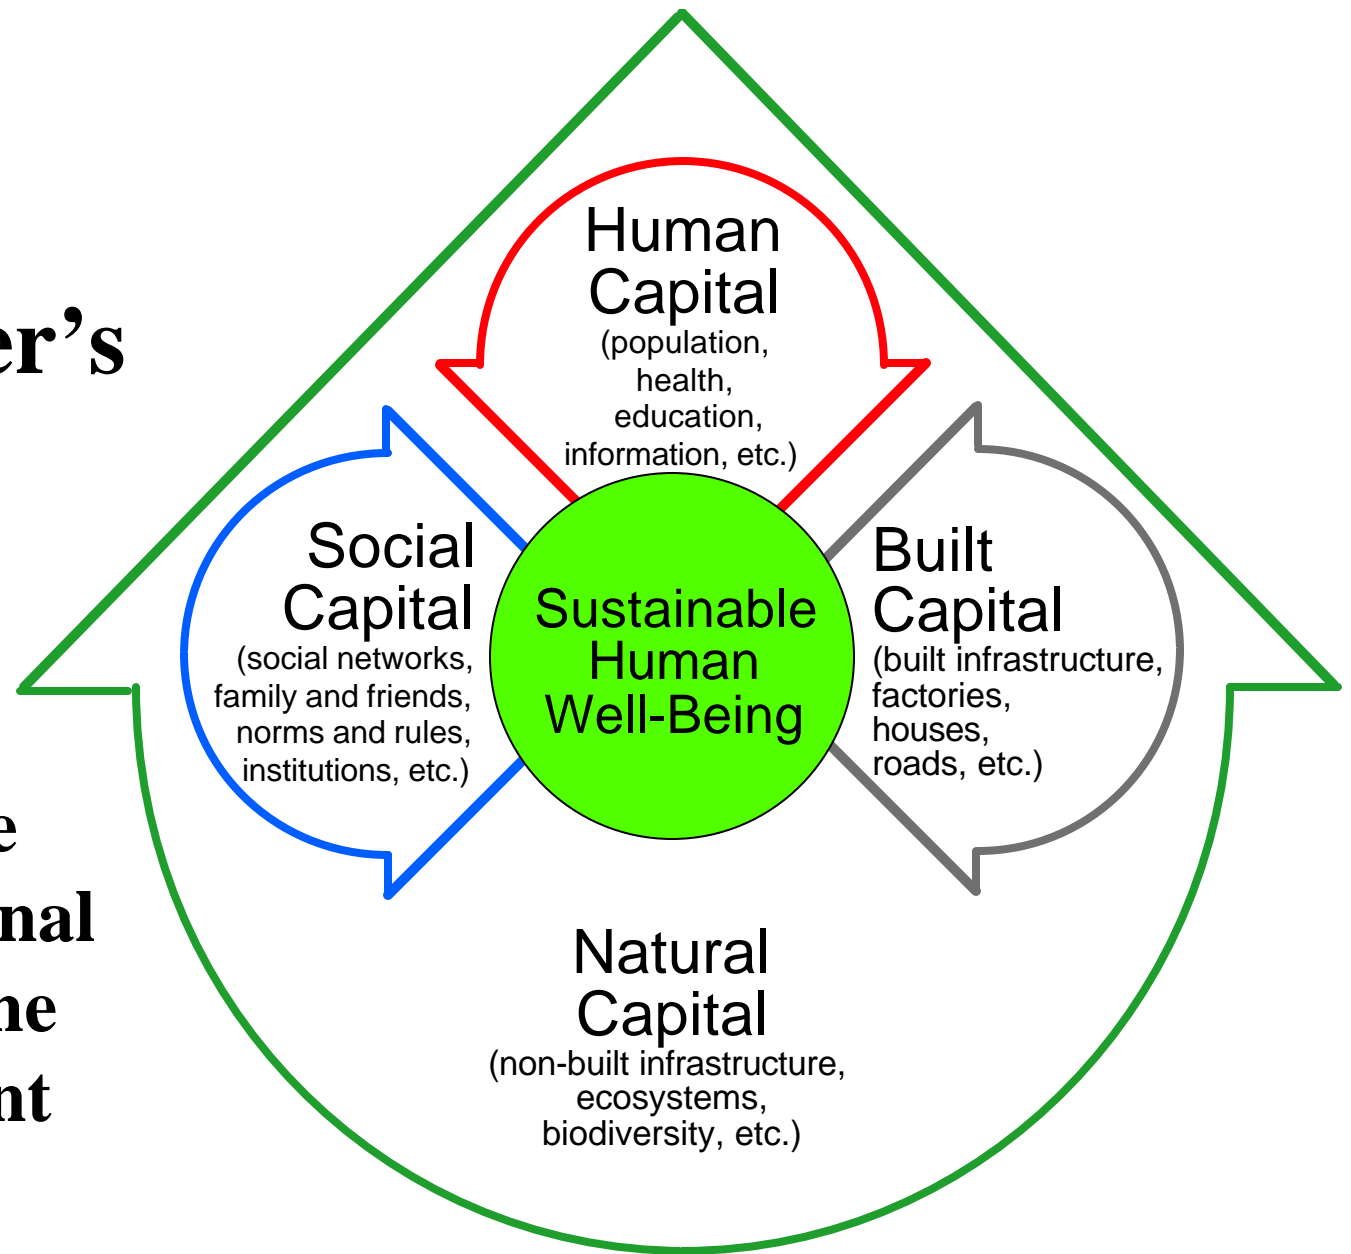 er’s
e
nal
ne
nt
Human
Capital
(population,
health,
education,
information, etc.)
Social
Capital
(social networks,
family and friends,
norms and rules,
institutions, etc.)
Sustainable
Human
Well-Being
Built
Capital
(built infrastructure,
factories,
houses,
roads, etc.)
Natural
Capital
(non-built infrastructure,
ecosystems,
biodiversity, etc.)